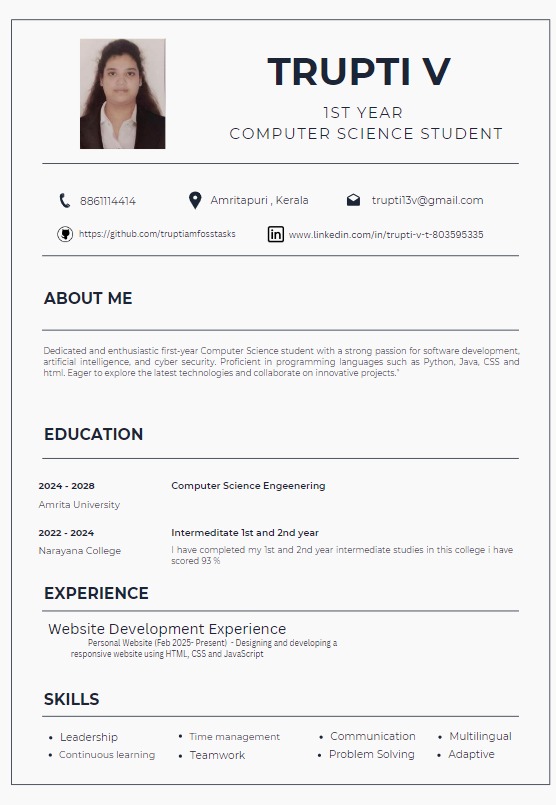 TRUPTI V
1ST YEAR
COMPUTER SCIENCE STUDENT
8861114414
Amritapuri , Kerala
trupti13v@gmail.com
https://github.com/truptiamfosstasks
www.linkedin.com/in/trupti-v-t-803595335
ABOUT ME
Dedicated and enthusiastic first-year Computer Science student with a strong passion for software development,
artificial intelligence, and cyber security. Proficient in programming languages such as Python, Java, CSS and
html. Eager to explore the latest technologies and collaborate on innovative projects."
EDUCATION
2024 - 2028
Computer Science Engeenering
Amrita University
2022 - 2024
Intermeditate 1st and 2nd year
Narayana College
I have completed my 1st and 2nd year intermediate studies in this college i have
scored 93 %
EXPERIENCE
Website Development Experience
Personal Website (Feb 2025- Present) - Designing and developing a
responsive website using HTML, CSS and JavaScript
SKILLS
• Leadership
• Time management
• Communication
• Multilingual
• Continuous learning
• Teamwork
• Problem Solving
• Adaptive